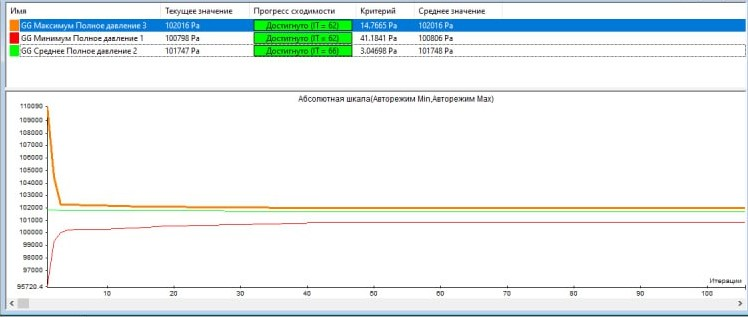 Имя Текущее значение Прогресс сходимости Критерий Среднее значение
GG Максимум Полное давление 3 102016 Pa Достигнуто (IT = 62) 14.7665 Pa 102016 Pa
GG Минимум Полное давление 1 100798 Pa Достигнуто (IT = 62) 41.1841 Pa 100806 Pa
GG Среднее Полное давление 2 101747 Pa Достигнуто (IT = 66) 3.04698 Pa 101748 Pa
Абсолютная шкала(Авторежим Min,Авторежим Max)
110090
109000
108000
107000
106000
105000
104000
103000
102000
101000
100000
99000
98000
97000
95720.4
Итерации
10 20 30 40 50 60 70 80 90 100